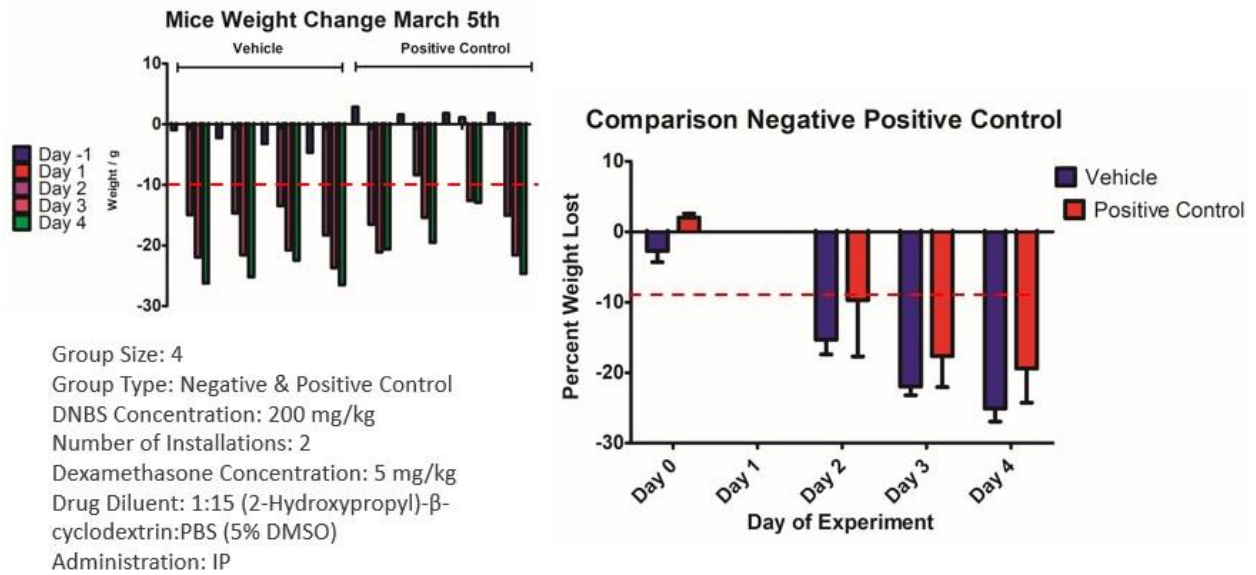 Mice Weight Change March 5th
Vehicle
Positive Control
10
0
-10
-20
-30
Weight / g
Day -1
Day 1
Day 2
Day 3
Day 4
Group Size: 4
Group Type: Negative & Positive Control
DNBS Concentration: 200 mg/kg
Number of Installations: 2
Dexamethasone Concentration: 5 mg/kg
Drug Diluent: 1:15 (2-Hydroxypropyl)-β-
cyclodextrin:PBS (5% DMSO)
Administration: IP
Comparison Negative Positive Control
10
0
-10
-20
-30
Percent Weight Lost
Vehicle
Positive Control
Day 0
Day 1
Day 2
Day 3
Day 4
Day of Experiment